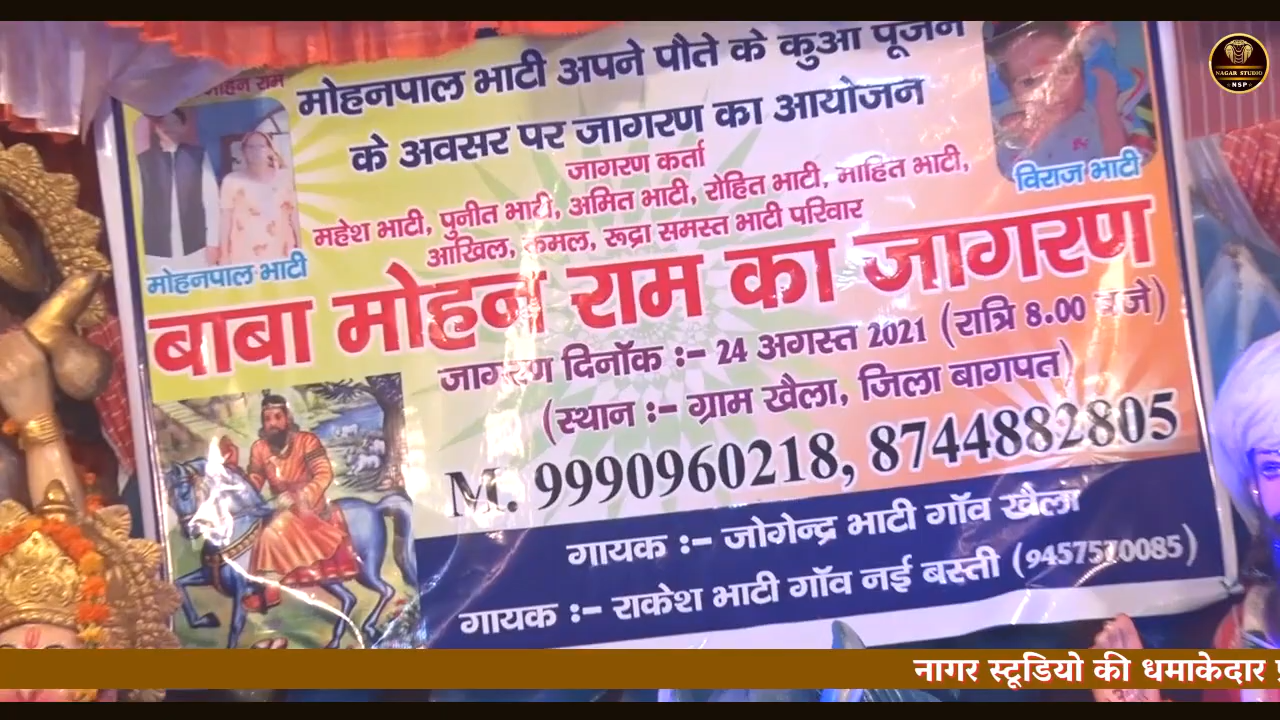 NAGAR STUDIO
NSP
मोहन राम
मोहनपाल भाटी अपने पौते के कुआ पूजन
के अवसर पर जागरण का आयोजन
जागरण कर्ता
महेश भाटी, पुनीत भाटी, अमित भाटी, रोहित भाटी, मोहित भाटी,
अखिल, कमल, रूद्रा समस्त भाटी परिवार
मोहनपाल भाटी
विराज भाटी
बाबा मोहन राम का जागरण
जागरण दिनॉक :– 24 अगस्त 2021 (रात्रि 8.00 बजे)
(स्थान :– ग्राम खैला, जिला बागपत)
M. 9990960218, 8744882805
गायक :– जोगेन्द्र भाटी गॉव खैला
गायक :– राकेश भाटी गॉव नई बस्ती (9457570085)
नागर स्टूडियो की धमाकेदार